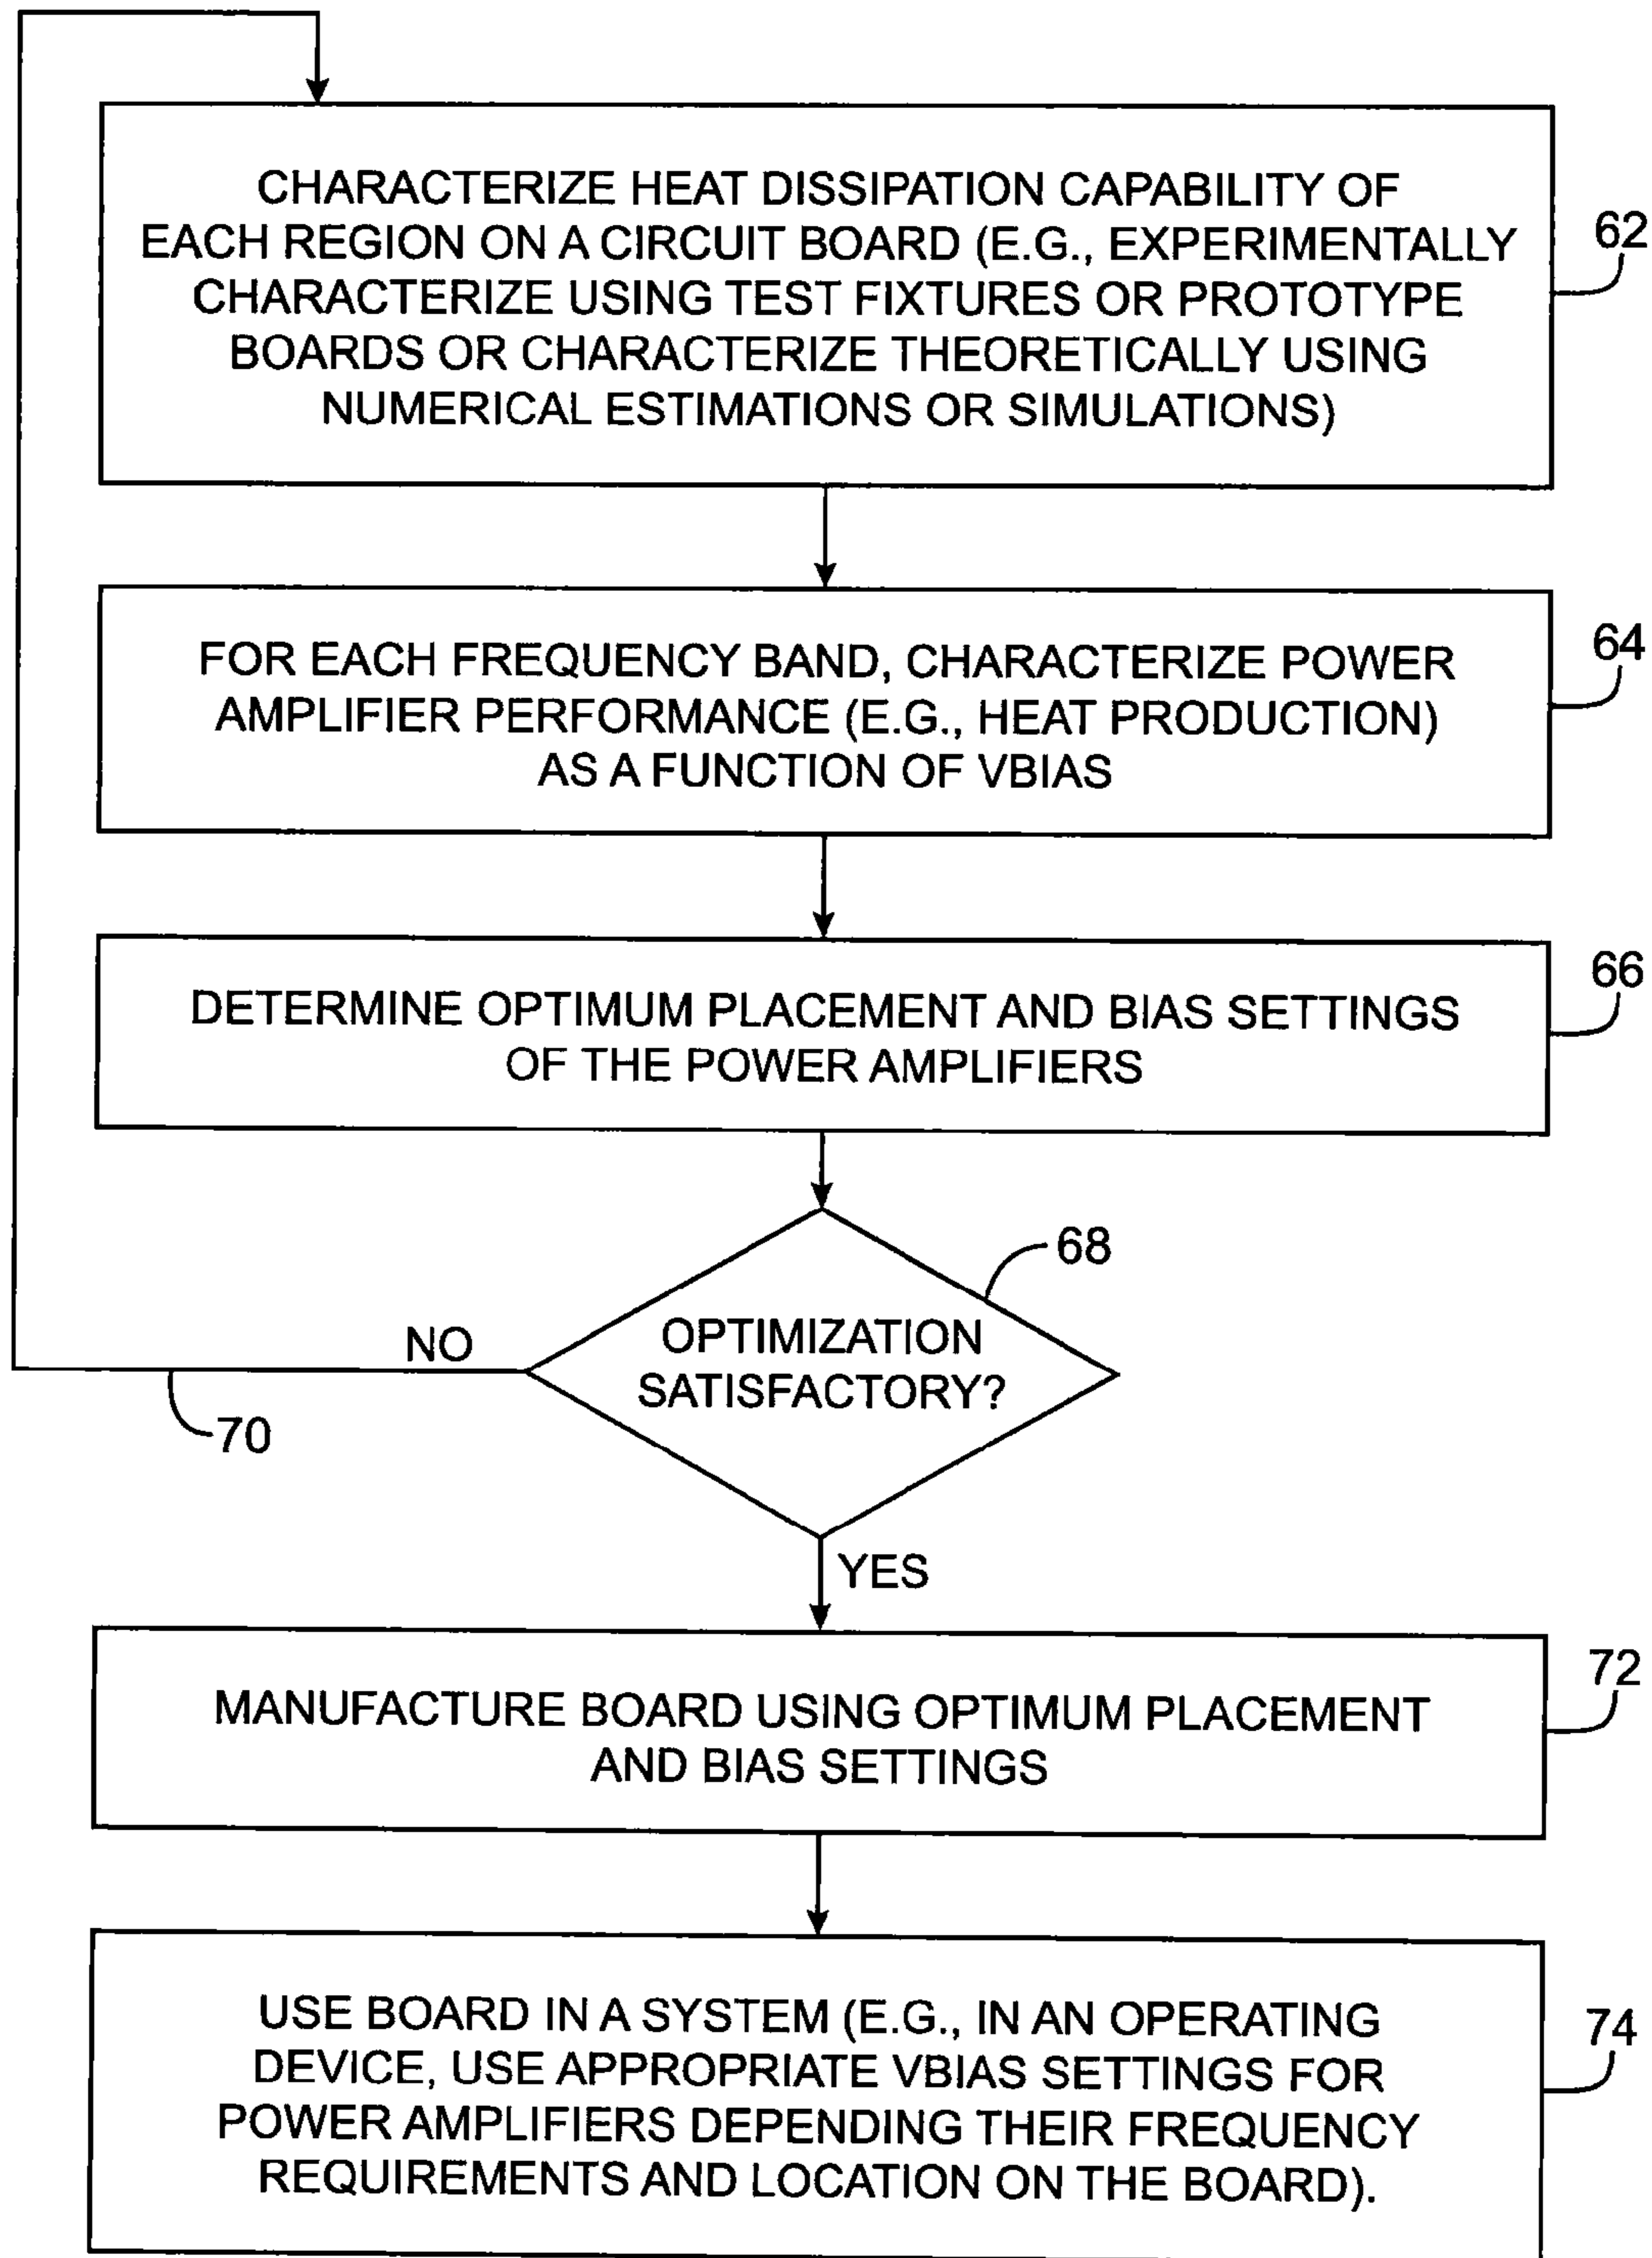 CHARACTERIZE HEAT DISSIPATION CAPABILITY OF
EACH REGION ON A CIRCUIT BOARD (E.G., EXPERIMENTALLY
CHARACTERIZE USING TEST FIXTURES OR PROTOTYPE
BOARDS OR CHARACTERIZE THEORETICALLY USING
NUMERICAL ESTIMATIONS OR SIMULATIONS)
62
FOR EACH FREQUENCY BAND, CHARACTERIZE POWER
AMPLIFIER PERFORMANCE (E.G., HEAT PRODUCTION)
AS A FUNCTION OF VBIAS
64
DETERMINE OPTIMUM PLACEMENT AND BIAS SETTINGS
OF THE POWER AMPLIFIERS
66
68
OPTIMIZATION
SATISFACTORY?
NO
70
YES
MANUFACTURE BOARD USING OPTIMUM PLACEMENT
AND BIAS SETTINGS
72
USE BOARD IN A SYSTEM (E.G., IN AN OPERATING
DEVICE, USE APPROPRIATE VBIAS SETTINGS FOR
POWER AMPLIFIERS DEPENDING THEIR FREQUENCY
REQUIREMENTS AND LOCATION ON THE BOARD).
74